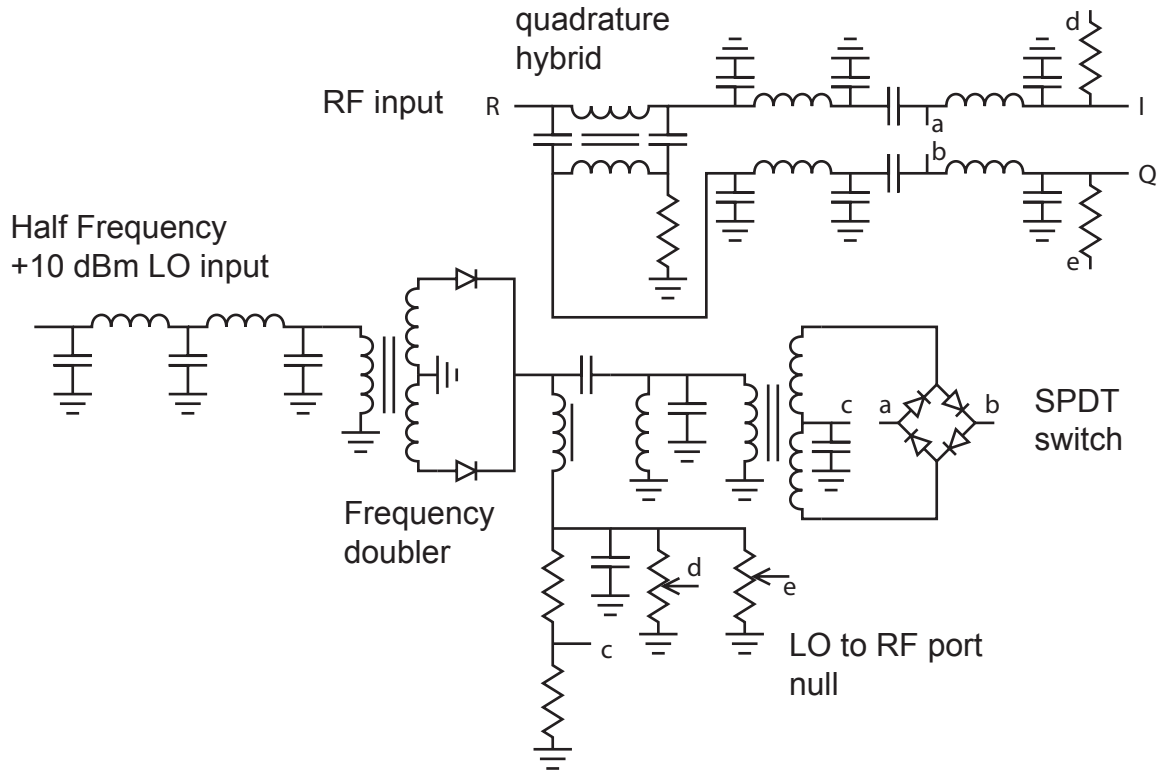 quadrature
hybrid
d
RF input
R
I
a
b
Q
Half Frequency
+10 dBm LO input
e
c
a
b
SPDT
switch
Frequency
doubler
d
e
c
LO to RF port
null